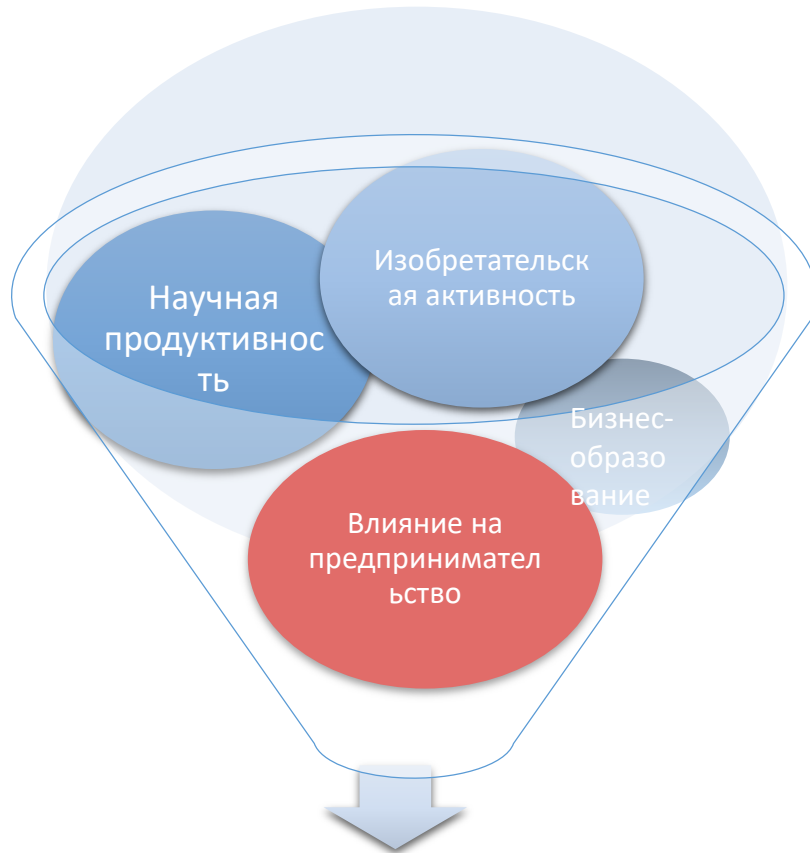 Научная
продуктивнос
ть
Изобретательск
ая активность
Бизнес-
образо
вание
Влияние на
предпринимател
ьство